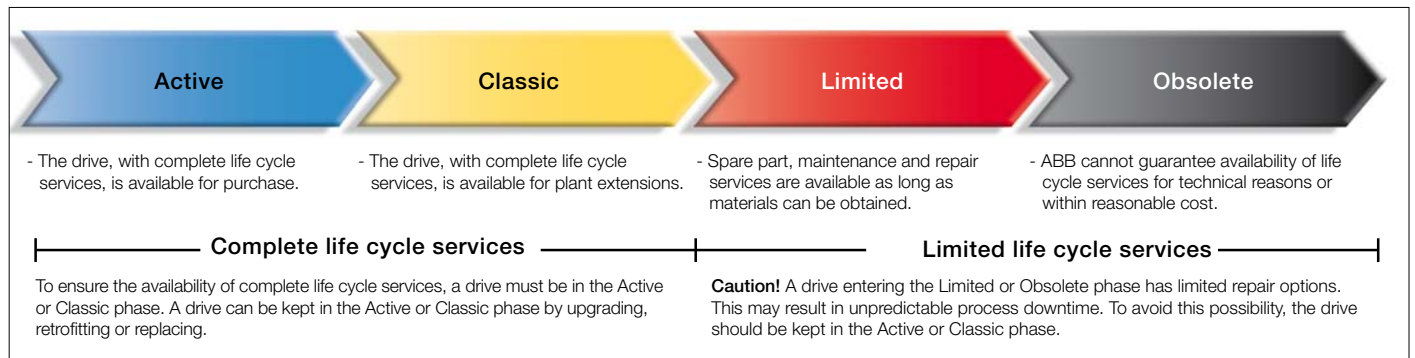 Active
Classic
Limited
Obsolete
- The drive, with complete life cycle
services, is available for purchase.
- The drive, with complete life cycle
services, is available for plant extensions.
- Spare part, maintenance and repair
services are available as long as
materials can be obtained.
- ABB cannot guarantee availability of life
cycle services for technical reasons or
within reasonable cost.
Complete life cycle services
Limited life cycle services
To ensure the availability of complete life cycle services, a drive must be in the Active
or Classic phase. A drive can be kept in the Active or Classic phase by upgrading,
retrofitting or replacing.
Caution! A drive entering the Limited or Obsolete phase has limited repair options.
This may result in unpredictable process downtime. To avoid this possibility, the drive
should be kept in the Active or Classic phase.